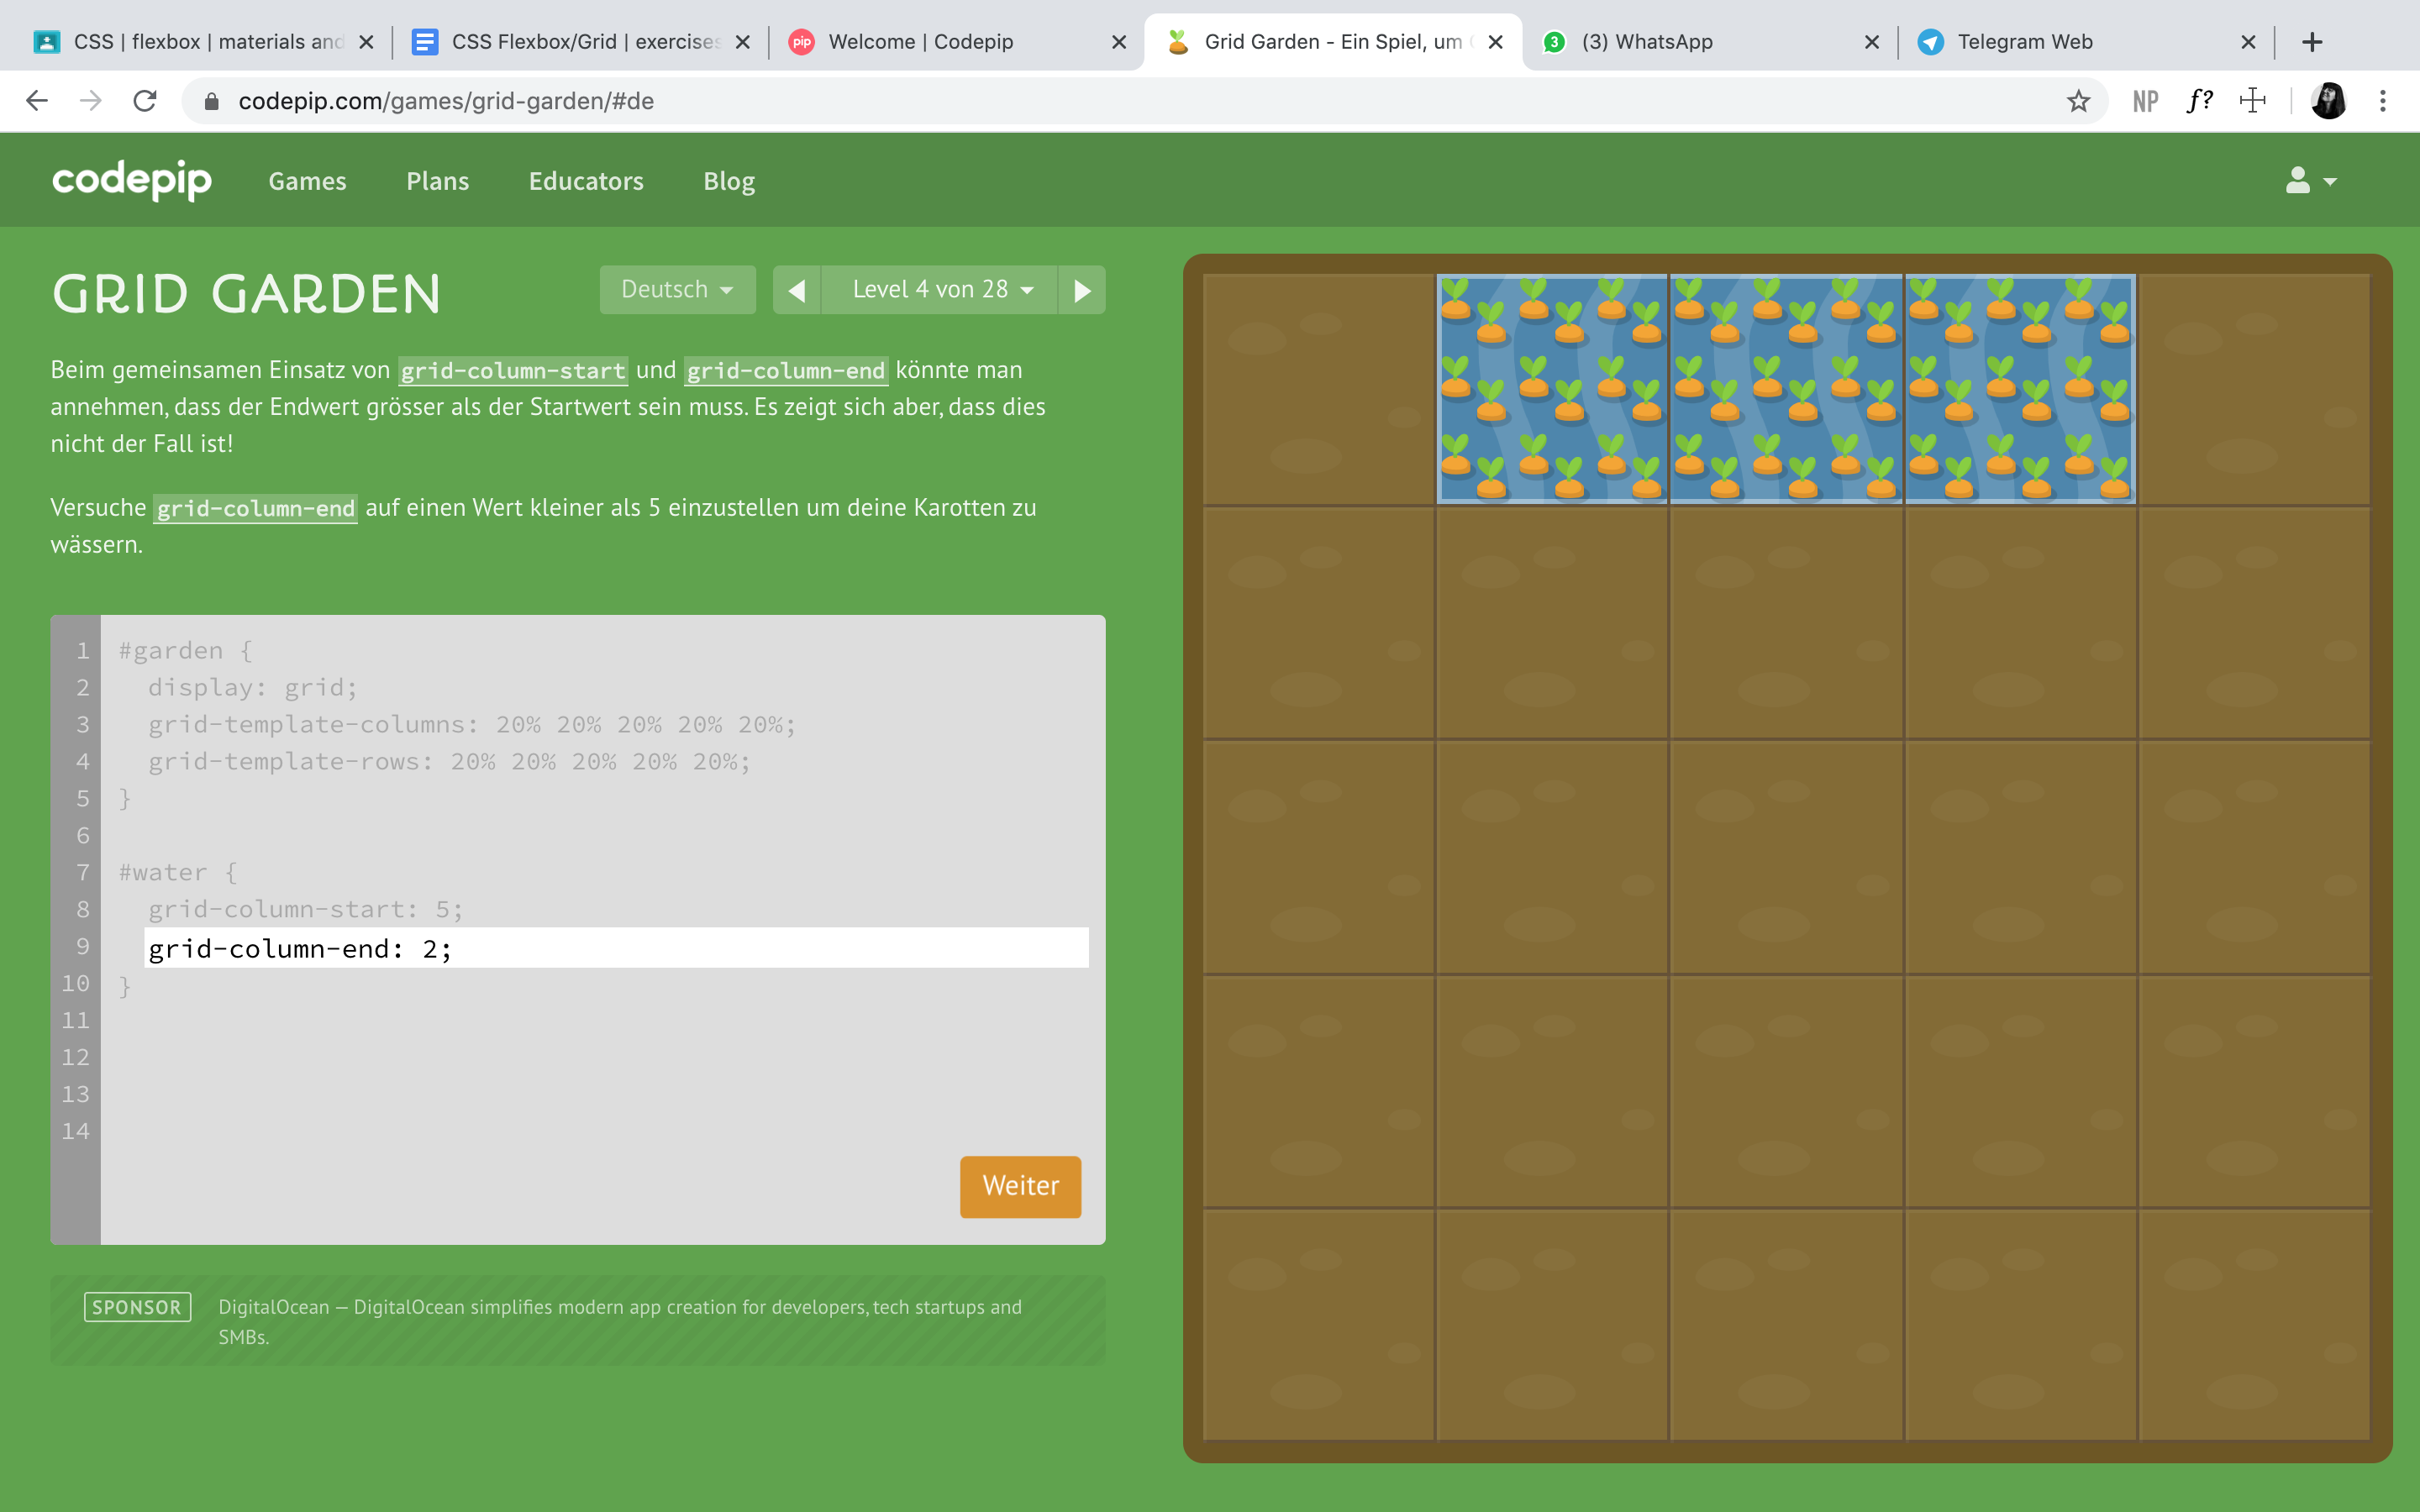 CSS | flexbox | materials and
CSS Flexbox/Grid | exercises
pip
Welcome | Codepip
Grid Garden - Ein Spiel, um
3
(3) WhatsApp
Telegram Web
codepip.com/games/grid-garden/#de
NP
f?
codepip
Games
Plans
Educators
Blog
GRID GARDEN
Deutsch
Level 4 von 28
Beim gemeinsamen Einsatz von grid-column-start und grid-column-end könnte man
annehmen, dass der Endwert grösser als der Startwert sein muss. Es zeigt sich aber, dass dies
nicht der Fall ist!
Versuche grid-column-end auf einen Wert kleiner als 5 einzustellen um deine Karotten zu
wässern.
1 #garden {
2 display: grid;
3 grid-template-columns: 20% 20% 20% 20% 20%;
4 grid-template-rows: 20% 20% 20% 20% 20%;
5 }
6
7 #water {
8 grid-column-start: 5;
9 grid-column-end: 2;
10 }
11
12
13
14
Weiter
SPONSOR
DigitalOcean — DigitalOcean simplifies modern app creation for developers, tech startups and
SMBs.